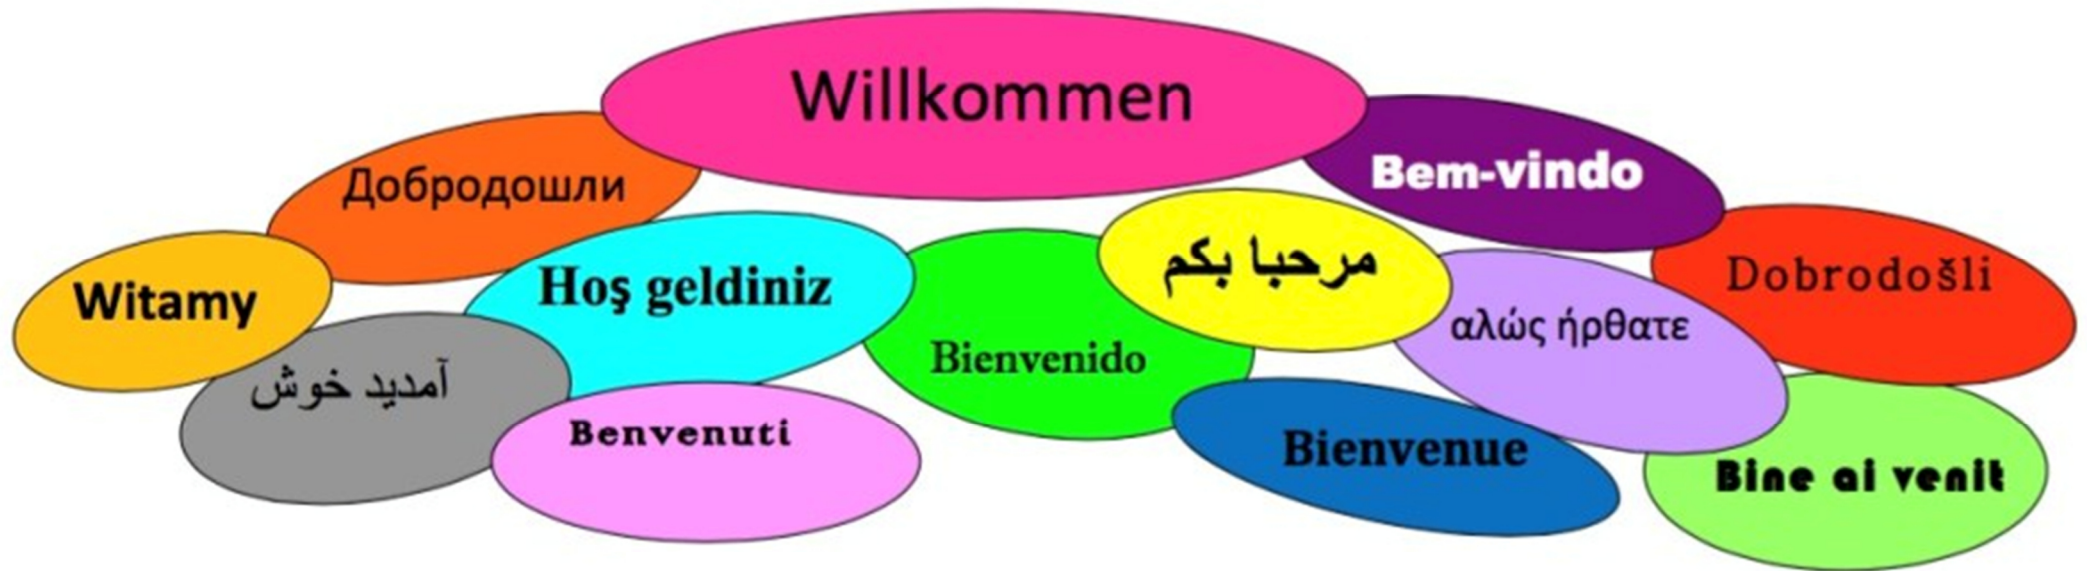 Willkommen
Добродошли
Bem-vindo
Witamy
Hoş geldiniz
مرحبا بكم
Dobrodošli
آمدید خوش
Bienvenido
αλώς ήρθατε
Benvenuti
Bienvenue
Bine ai venit